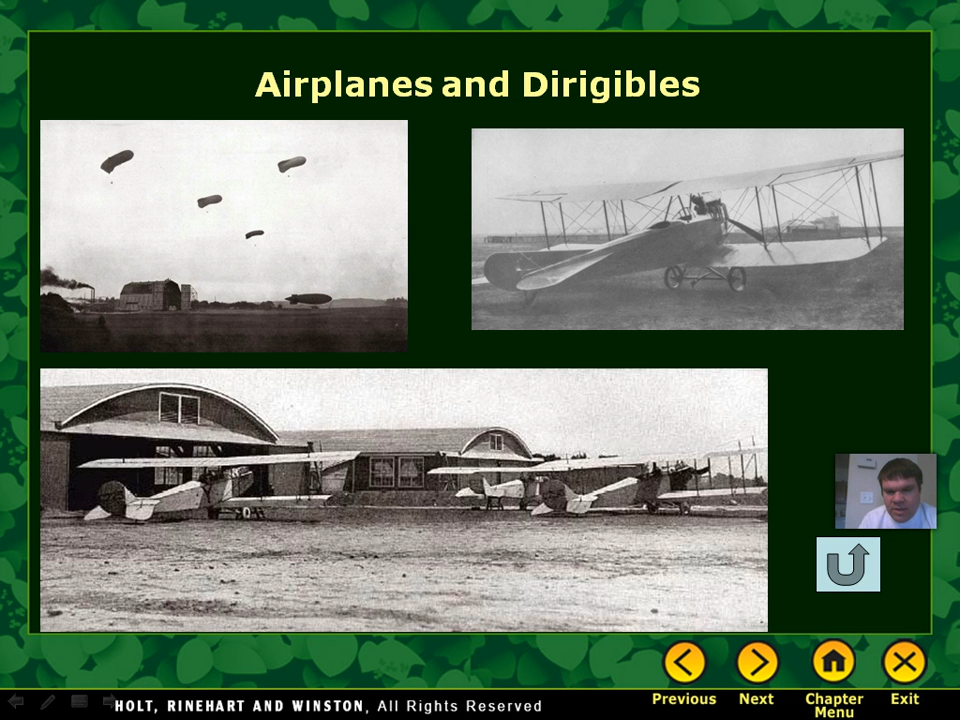 Airplanes and Dirigibles
Previous
Next
Chapter
Menu
Exit
HOLT, RINEHART AND WINSTON, All Rights Reserved